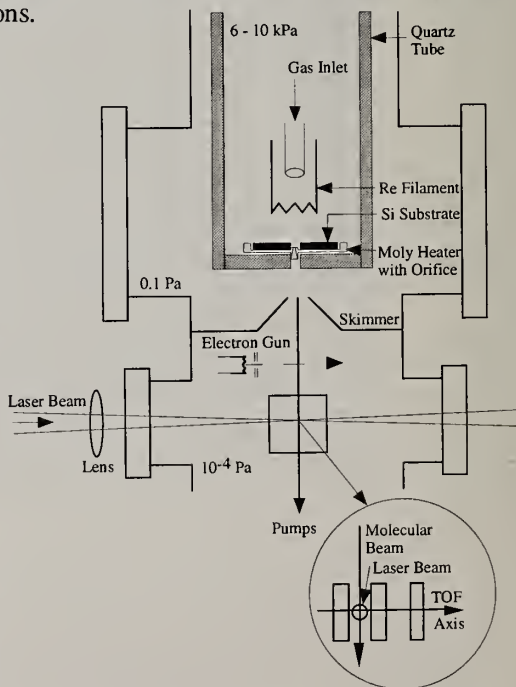 ons.
6 - 10 kPa
Quartz
Tube
Gas Inlet
Re Filament
Si Substrate
Moly Heater
with Orifice
0.1 Pa
Skimmer
Electron Gun
Laser Beam
Lens
10-4 Pa
Pumps
Molecular
Beam
Laser Beam
TOF
Axis